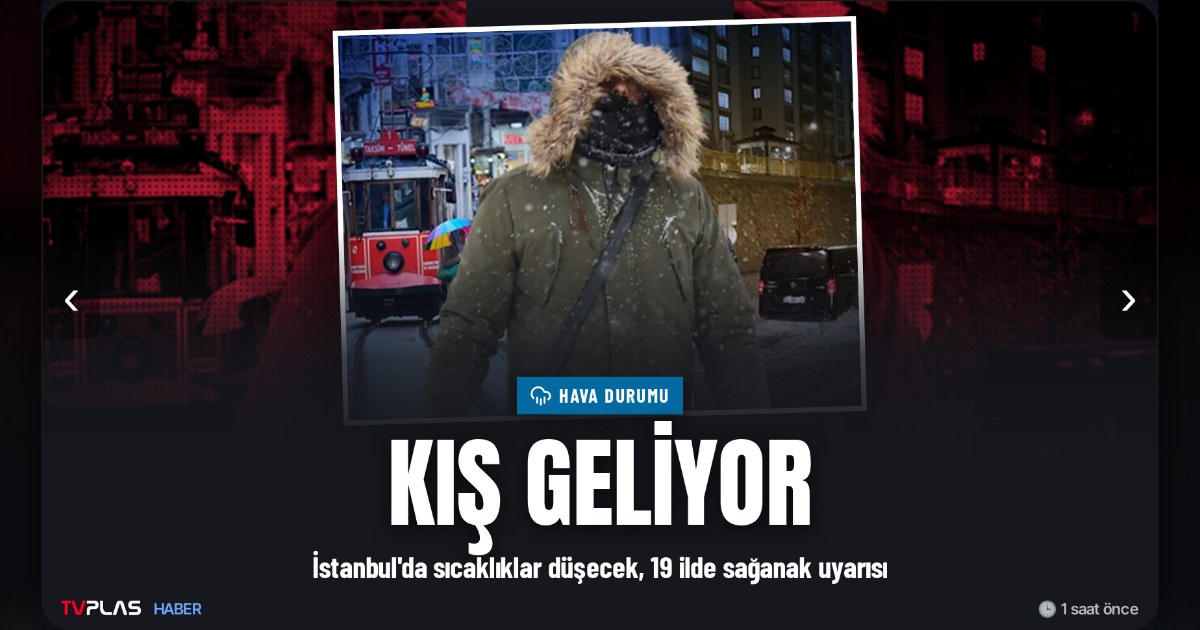 TAKSİM - TÜNEL
HAVA DURUMU
KIŞ GELİYOR
İstanbul'da sıcaklıklar düşecek, 19 ilde sağanak uyarısı
TVPLAS HABER
1 saat önce